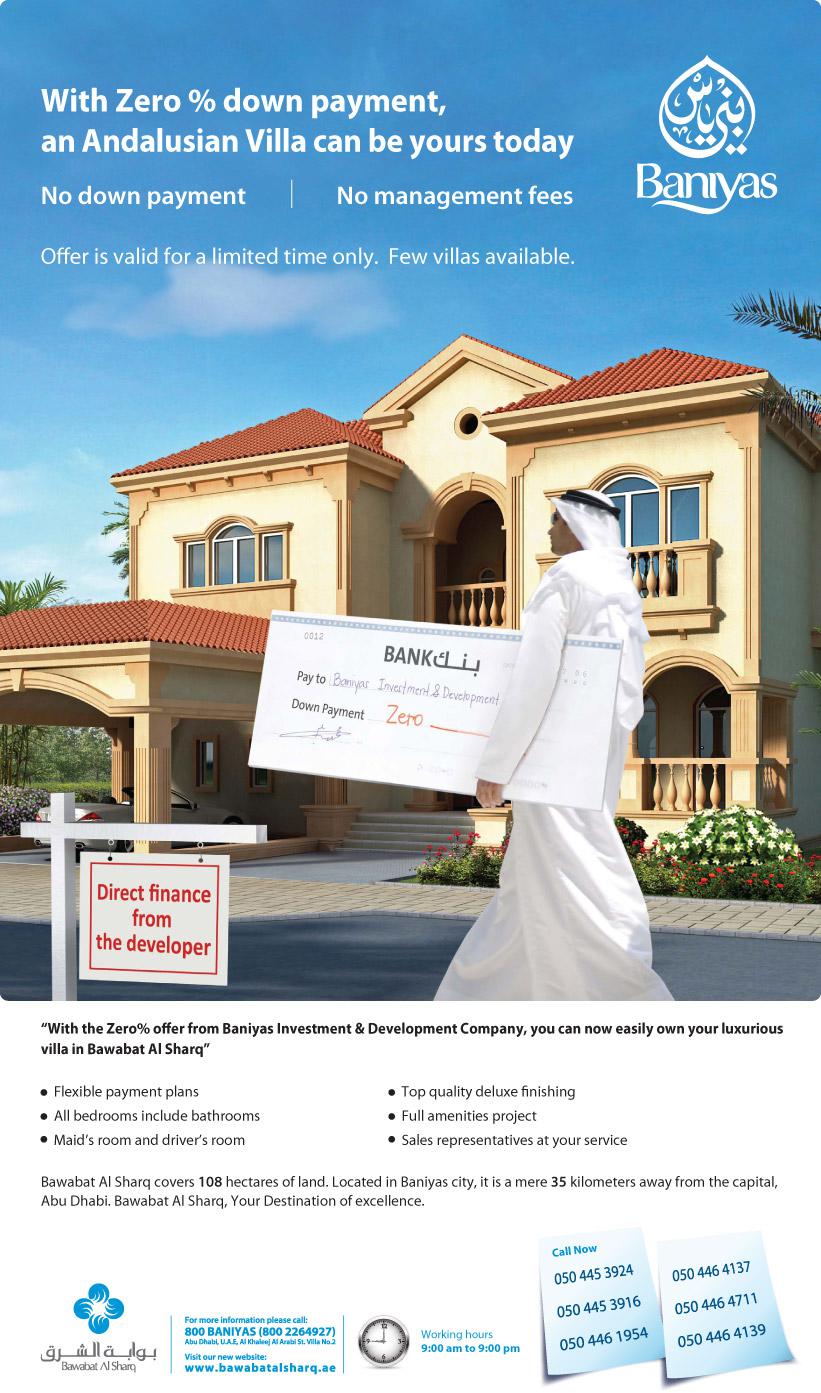 With Zero % down payment,
an Andalusian Villa can be yours today
No down payment | No management fees
Offer is valid for a limited time only. Few villas available.
بنياس
Baniyas
0012
BANK بنك
Pay to Baniyas Investment & Development
Down Payment Zero
Direct finance
from
the developer
“With the Zero% offer from Baniyas Investment & Development Company, you can now easily own your luxurious
villa in Bawabat Al Sharq”
• Flexible payment plans
• All bedrooms include bathrooms
• Maid’s room and driver’s room
• Top quality deluxe finishing
• Full amenities project
• Sales representatives at your service
Bawabat Al Sharq covers 108 hectares of land. Located in Baniyas city, it is a mere 35 kilometers away from the capital,
Abu Dhabi. Bawabat Al Sharq, Your Destination of excellence.
بوابة الشرق
Bawabat Al Sharq
For more information please call:
800 BANIYAS (800 2264927)
Abu Dhabi, U.A.E, Al Khaleej Al Arabi St. Villa No.2
Visit our new website:
www.bawabatalsharq.ae
12
3
6
9
Working hours
9:00 am to 9:00 pm
Call Now
050 445 3924
050 445 3916
050 446 1954
050 446 4137
050 446 4711
050 446 4139